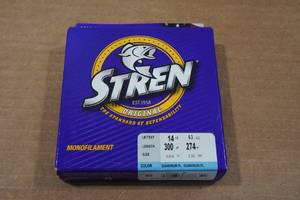 STREN
EST. 1958
ORIGINAL
THE STANDARD OF DEPENDABILITY
MONOFILAMENT
LB TEST 14 LB 6.3 KG
LENGTH 300 YD 274 M
SIZE
COLOR